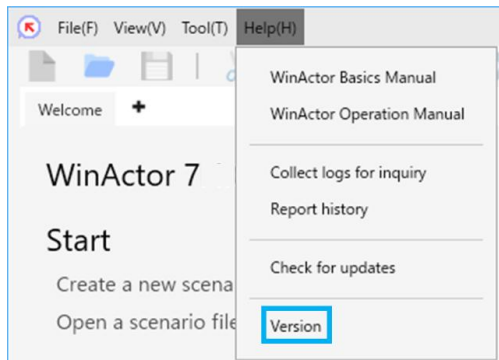 File(F) View(V) Tool(T) Help(H)
WinActor Basics Manual
WinActor Operation Manual
Collect logs for inquiry
Report history
Check for updates
Version
Welcome +
WinActor 7
Start
Create a new scena
Open a scenario file